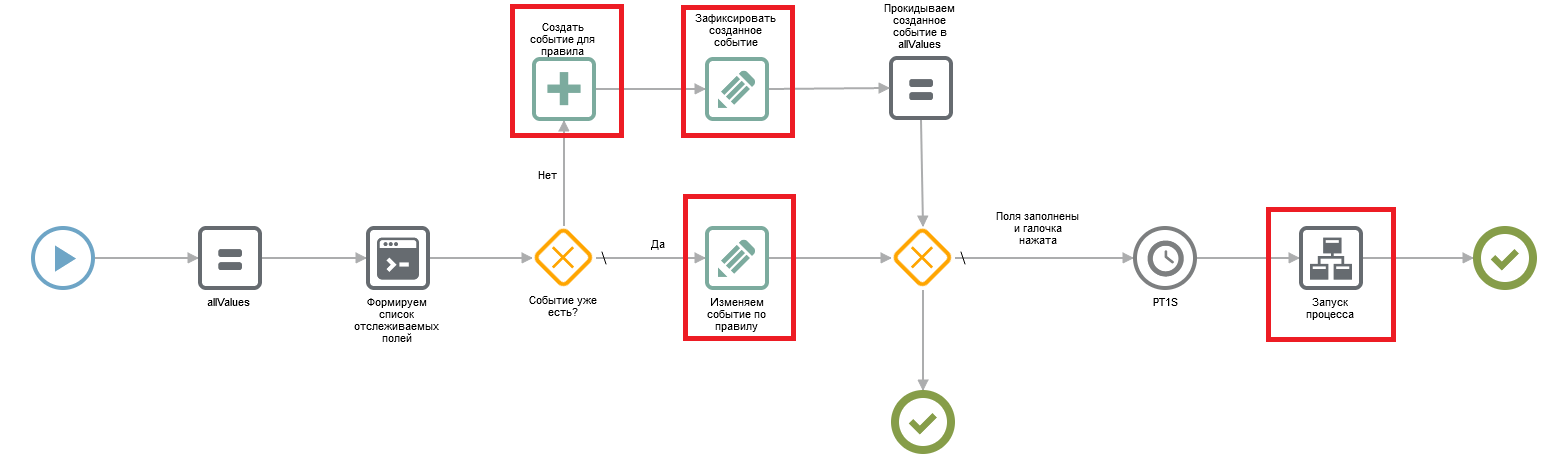 Создать
событие для
правила
Зафиксировать
созданное
событие
Прокидываем
созданное
событие в
allValues
Нет
Да
Поля заполнены
и галочка
нажата
allValues
Формируем
список
отслеживаемых
полей
Событие уже
есть?
Изменяем
событие по
правилу
PT1S
Запуск
процесса